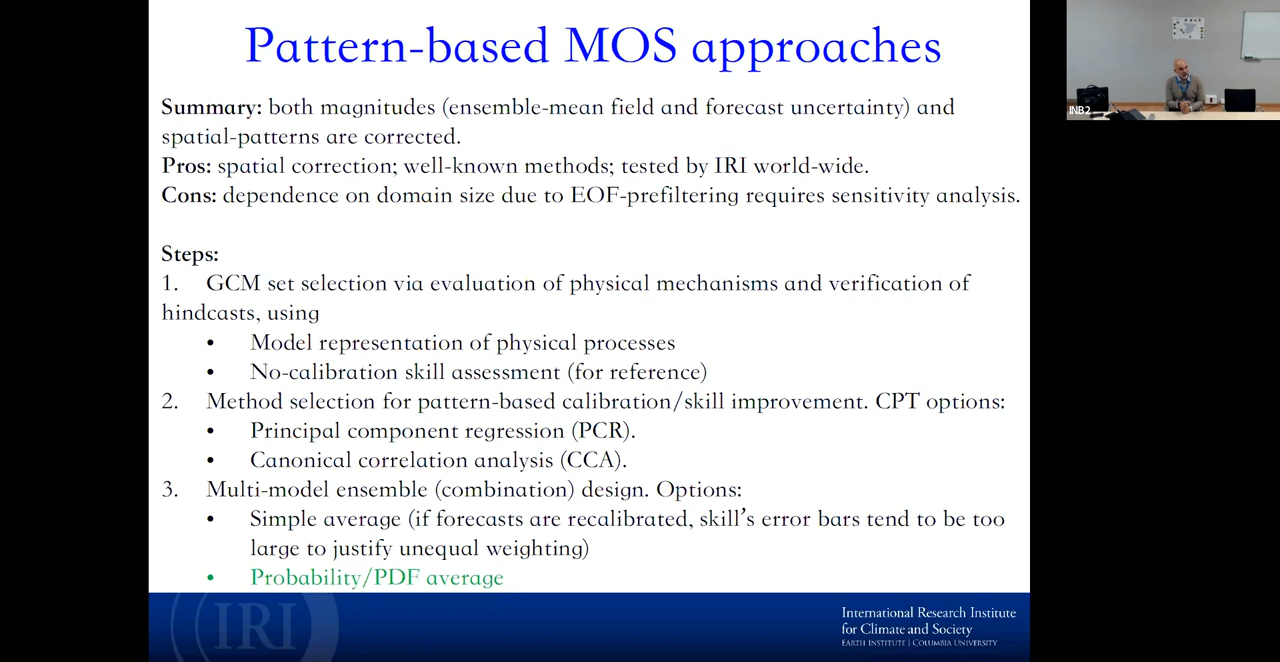 Pattern-based MOS approaches
Summary: both magnitudes (ensemble-mean field and forecast uncertainty) and
spatial-patterns are corrected.
Pros: spatial correction; well-known methods; tested by IRI world-wide.
Cons: dependence on domain size due to EOF-prefiltering requires sensitivity analysis.
Steps:
1. GCM set selection via evaluation of physical mechanisms and verification of
hindcasts, using
• Model representation of physical processes
• No-calibration skill assessment (for reference)
2. Method selection for pattern-based calibration/skill improvement. CPT options:
• Principal component regression (PCR).
• Canonical correlation analysis (CCA).
3. Multi-model ensemble (combination) design. Options:
• Simple average (if forecasts are recalibrated, skill's error bars tend to be too
large to justify unequal weighting)
• Probability/PDF average
IRI
International Research Institute
for Climate and Society
EARTH INSTITUTE | COLUMBIA UNIVERSITY
INB2